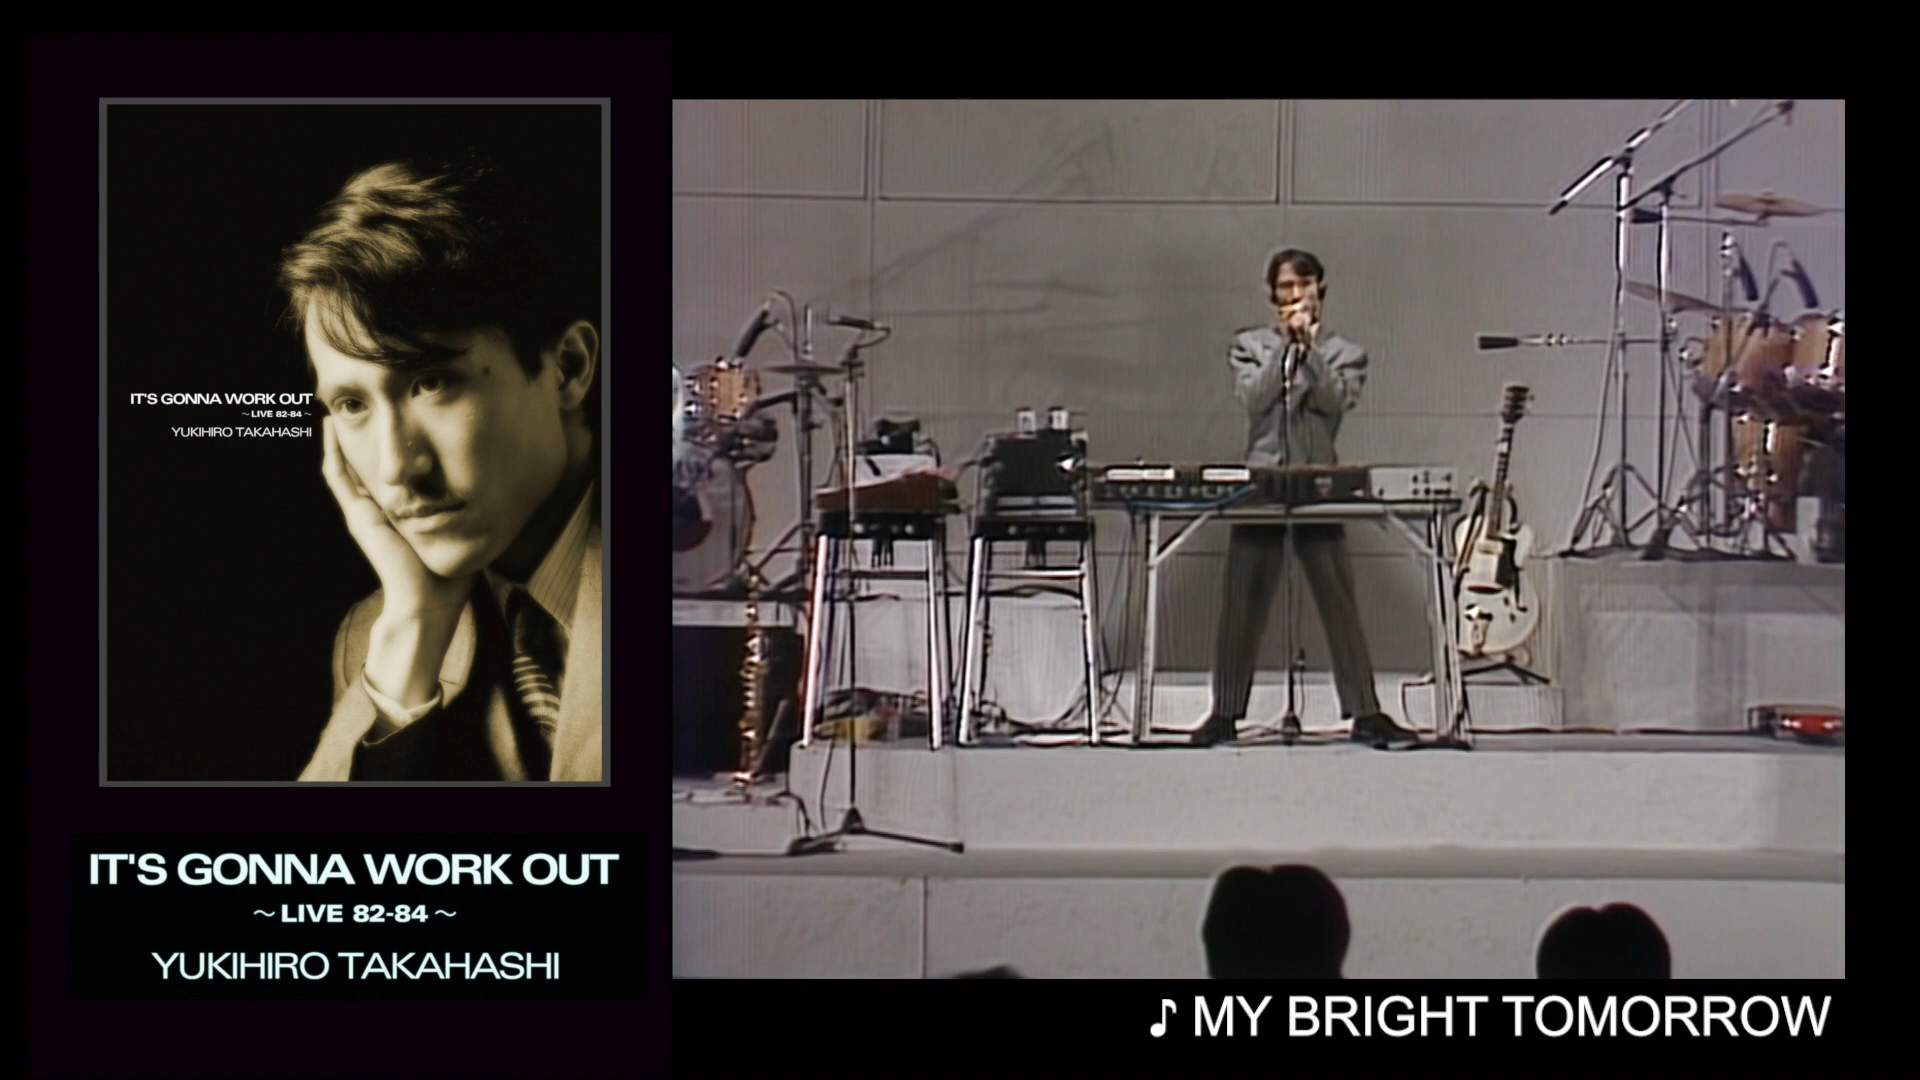 IT'S GONNA WORK OUT
～LIVE 82-84～
YUKIHIRO TAKAHASHI
IT'S GONNA WORK OUT
～LIVE 82-84～
YUKIHIRO TAKAHASHI
♪ MY BRIGHT TOMORROW